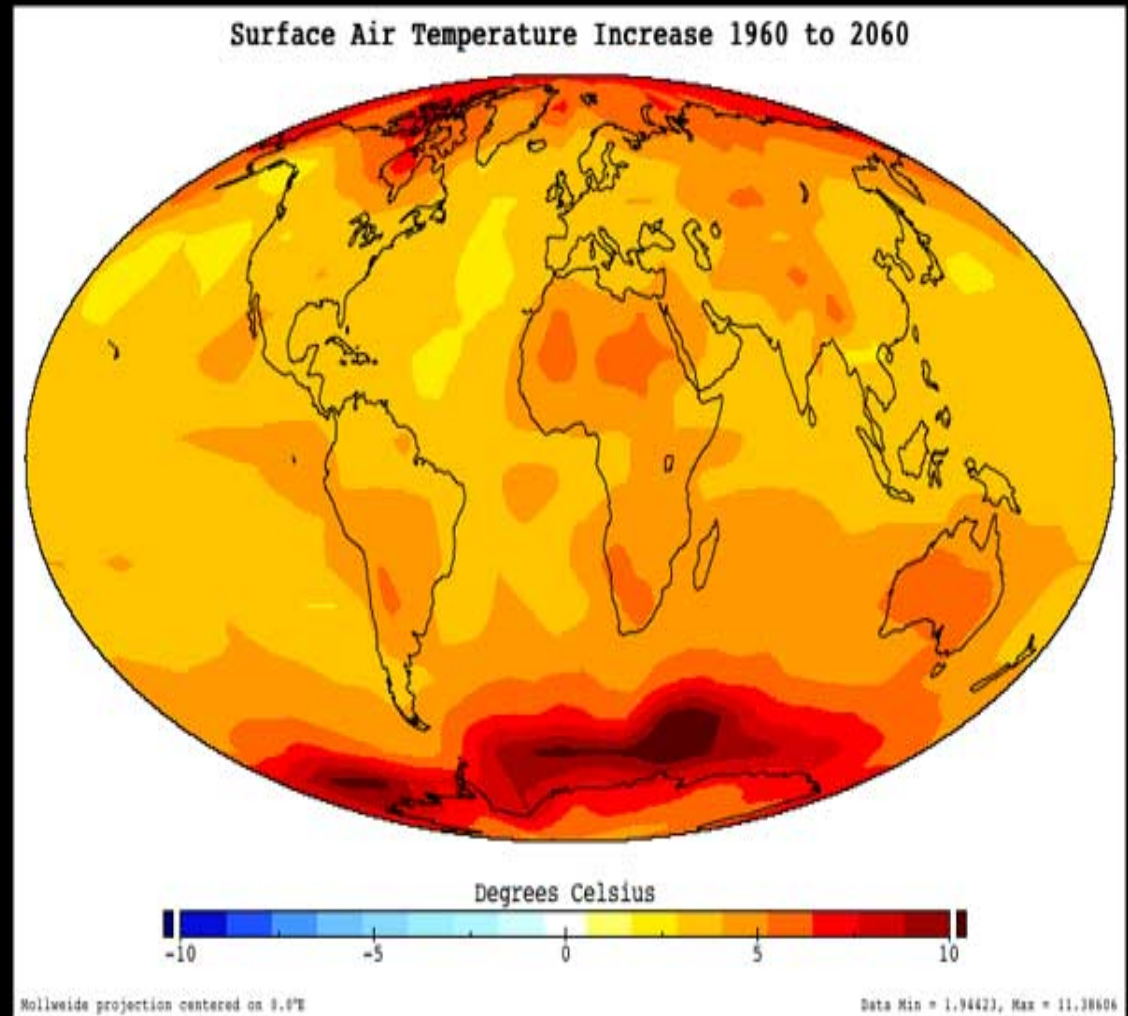 Surface Air Temperature Increase 1960 to 2060
Degrees Celsius
-10 -5 0 5 10
Mollweide projection centered on 0.0°E Data Min = 1.94423, Max = 11.38606